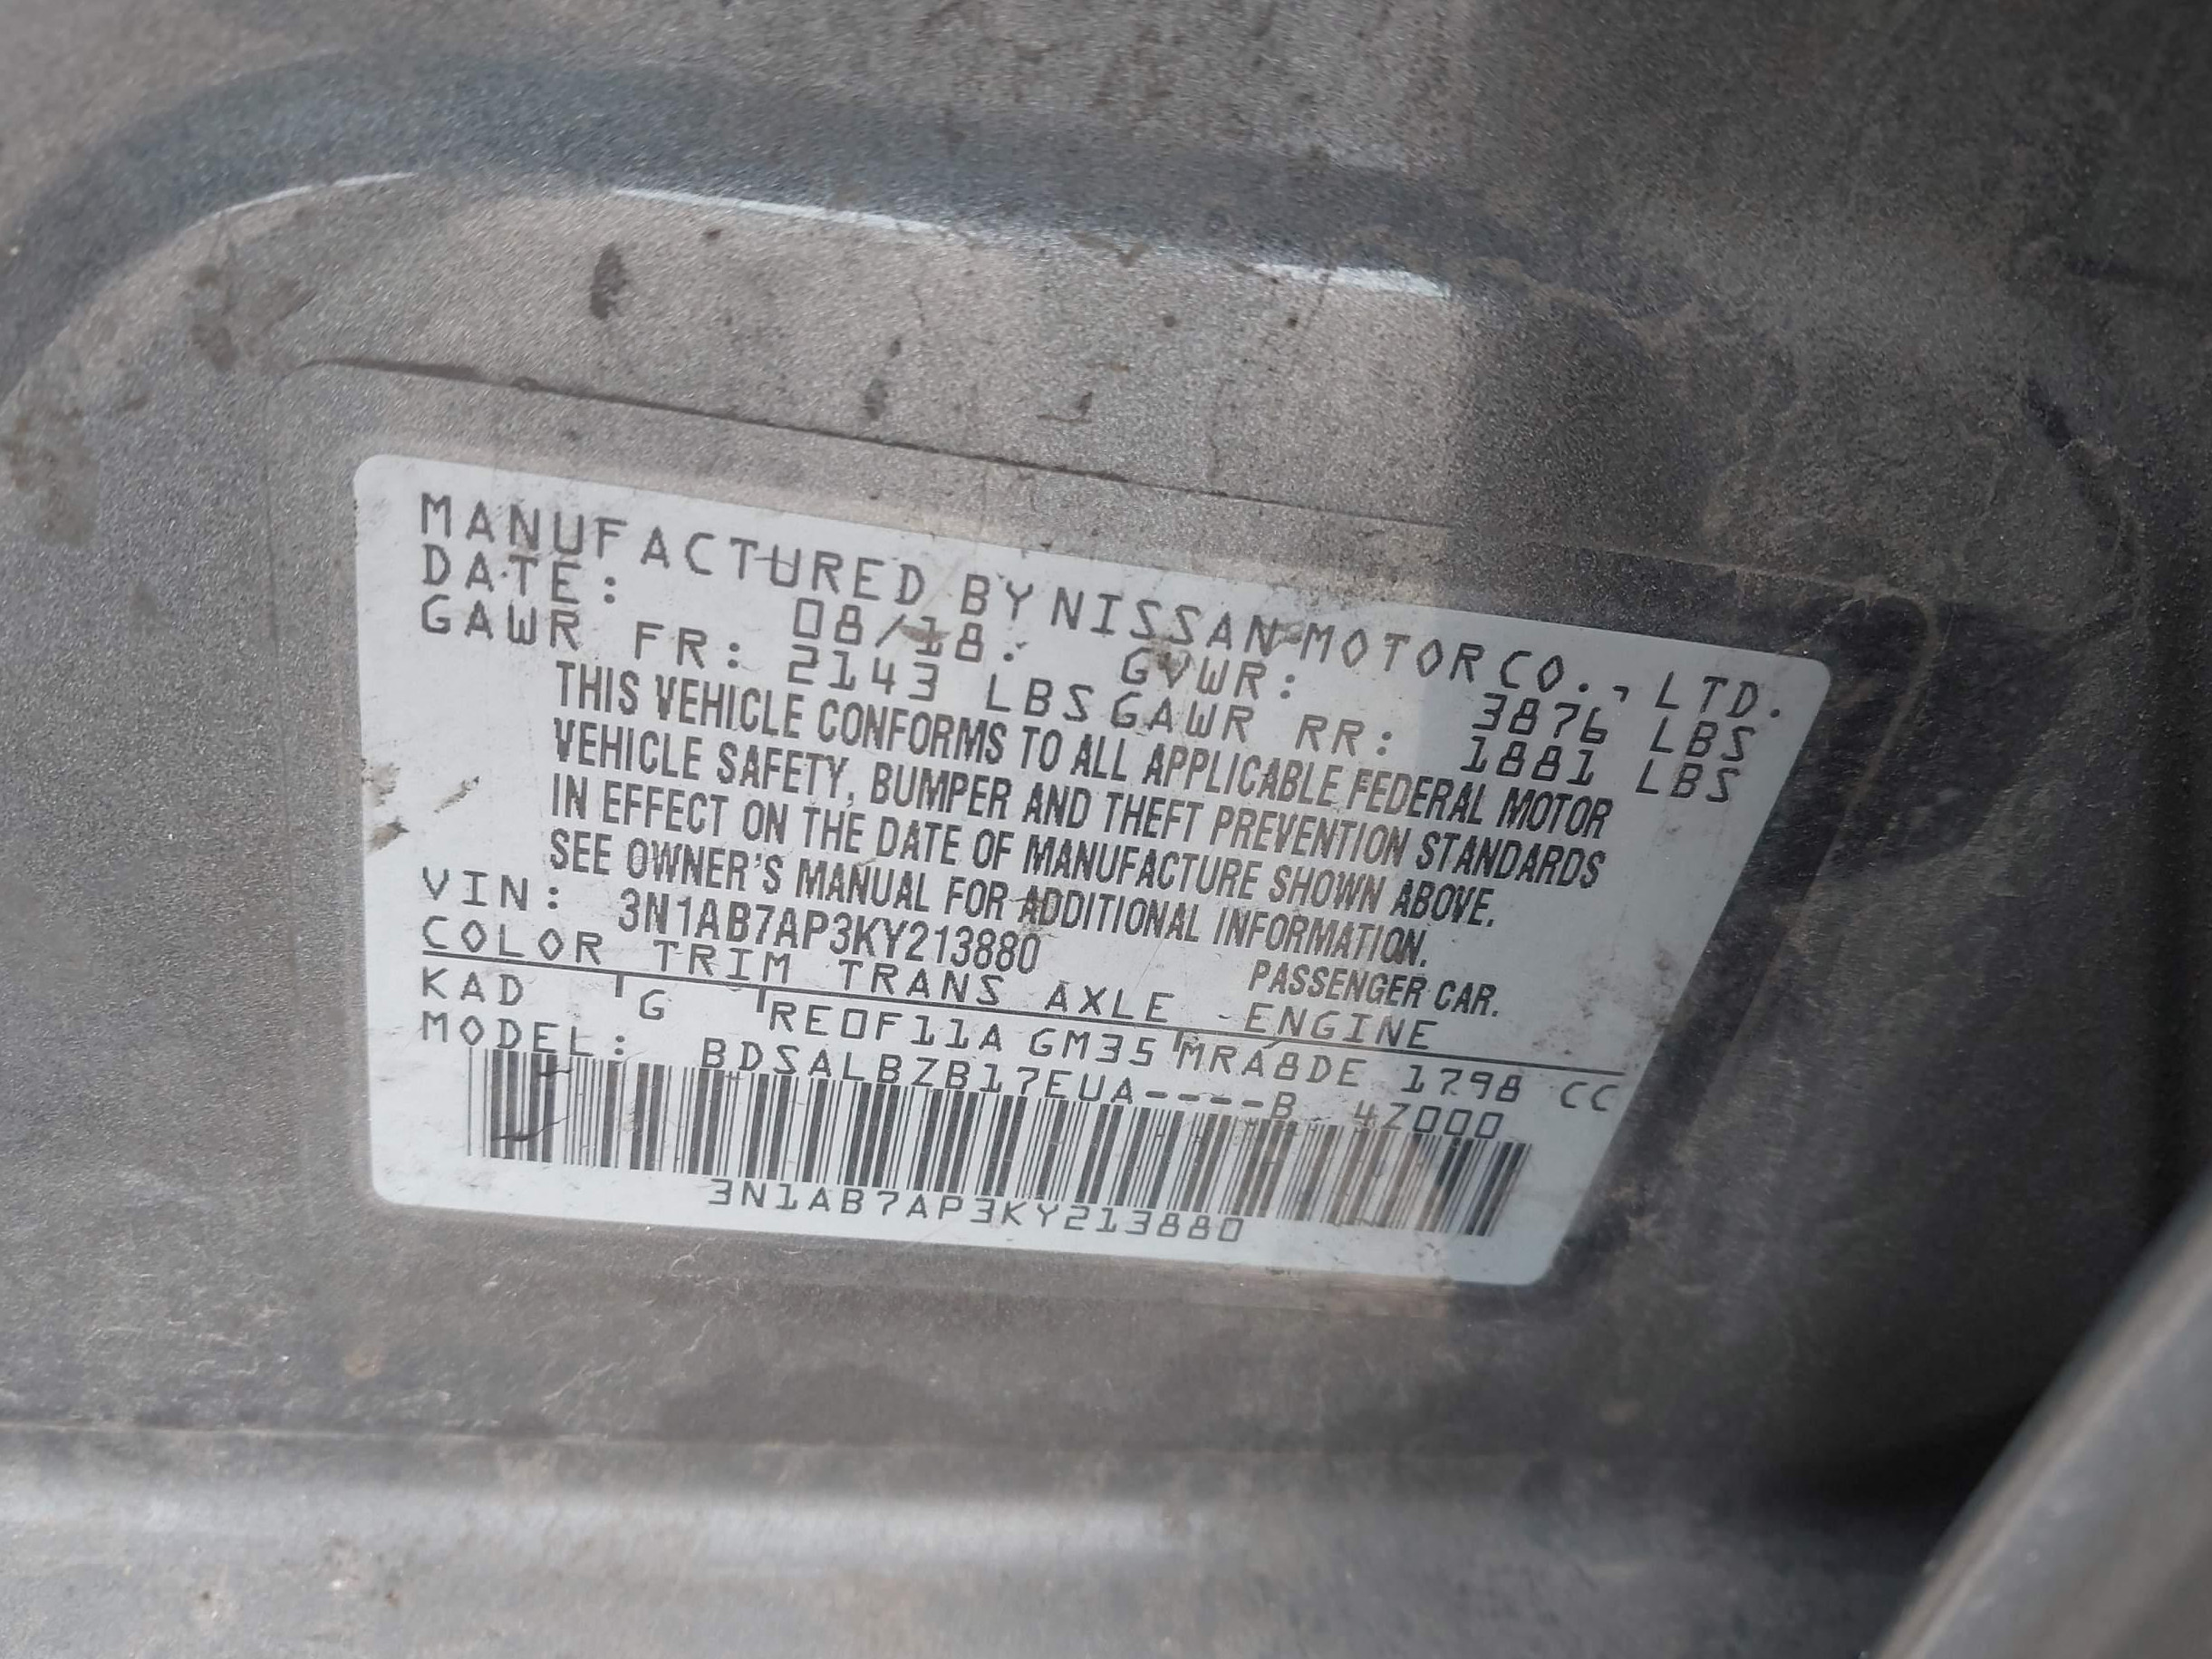 MANUFACTURED BY NISSAN MOTOR CO., LTD.
DATE: 08/18. GVWR: 3876 LBS
GAWR FR: 2143 LBS GAWR RR: 1881 LBS
THIS VEHICLE CONFORMS TO ALL APPLICABLE FEDERAL MOTOR
VEHICLE SAFETY, BUMPER AND THEFT PREVENTION STANDARDS
IN EFFECT ON THE DATE OF MANUFACTURE SHOWN ABOVE.
SEE OWNER'S MANUAL FOR ADDITIONAL INFORMATION.
VIN: 3N1AB7AP3KY213880 PASSENGER CAR.
COLOR TRIM TRANS AXLE ENGINE
KAD G RE0F11A GM35 MRA8DE 1798 CC
MODEL: BDSALBZB17EUA----B 4Z000
3N1AB7AP3KY213880